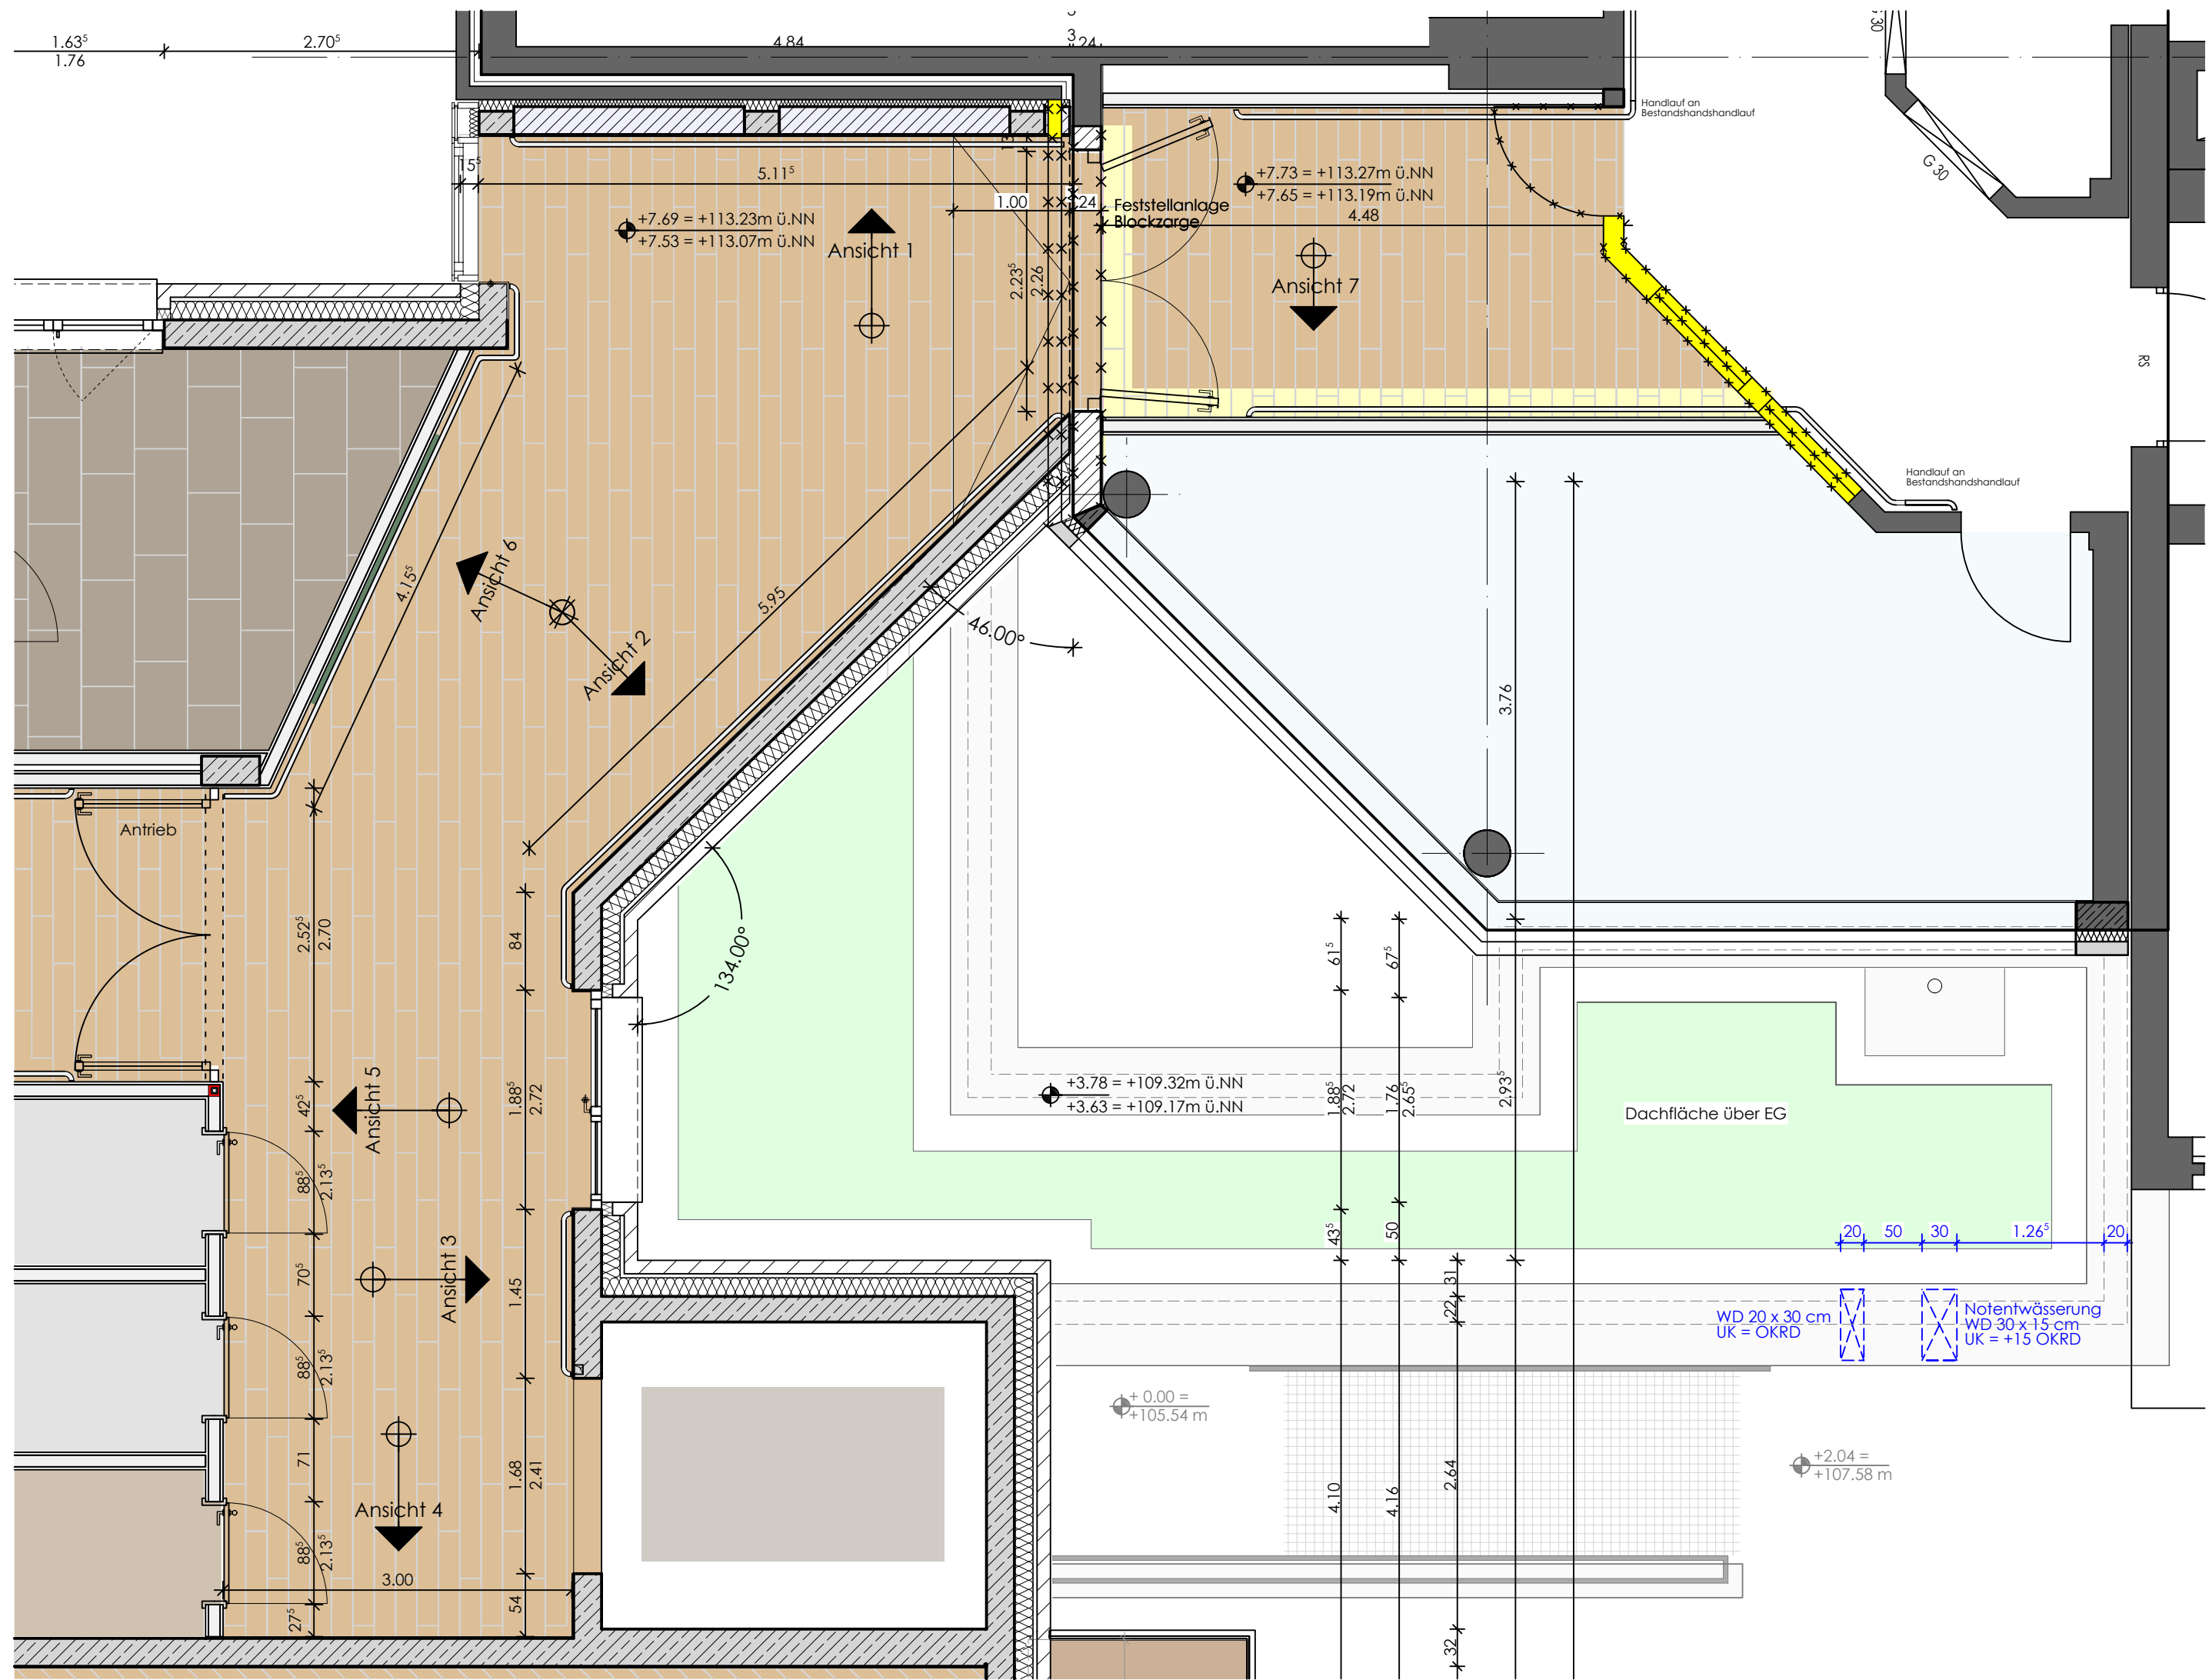 1.63⁵
1.76
2.70⁵
4.84
3
24
Handlauf an
Bestandshandshandlauf
G 30
15⁵
5.11⁵
1.00
24
+7.69 = +113.23m ü.NN
+7.53 = +113.07m ü.NN
Ansicht 1
2.23⁵
2.26
Feststellanlage
Blockzarge
+7.73 = +113.27m ü.NN
+7.65 = +113.19m ü.NN
4.48
Ansicht 7
RS
Handlauf an
Bestandshandshandlauf
4.15⁵
Ansicht 6
Ansicht 2
5.95
46.00°
3.76
Antrieb
2.52⁵
2.70
84
134.00°
61⁵
67⁵
42⁵
Ansicht 5
1.88⁵
2.72
+3.78 = +109.32m ü.NN
+3.63 = +109.17m ü.NN
1.88⁵
2.72
1.76
2.65⁵
2.93⁵
Dachfläche über EG
88⁵
2.13⁵
70⁵
Ansicht 3
1.45
43⁵
50
31
22
20
50
30
1.26⁵
20
WD 20 x 30 cm
UK = OKRD
Notentwässerung
WD 30 x 15 cm
UK = +15 OKRD
88⁵
2.13⁵
71
+ 0.00 =
+105.54 m
+2.04 =
+107.58 m
1.68
2.41
4.10
4.16
2.64
Ansicht 4
88⁵
2.13⁵
3.00
27⁵
54
32